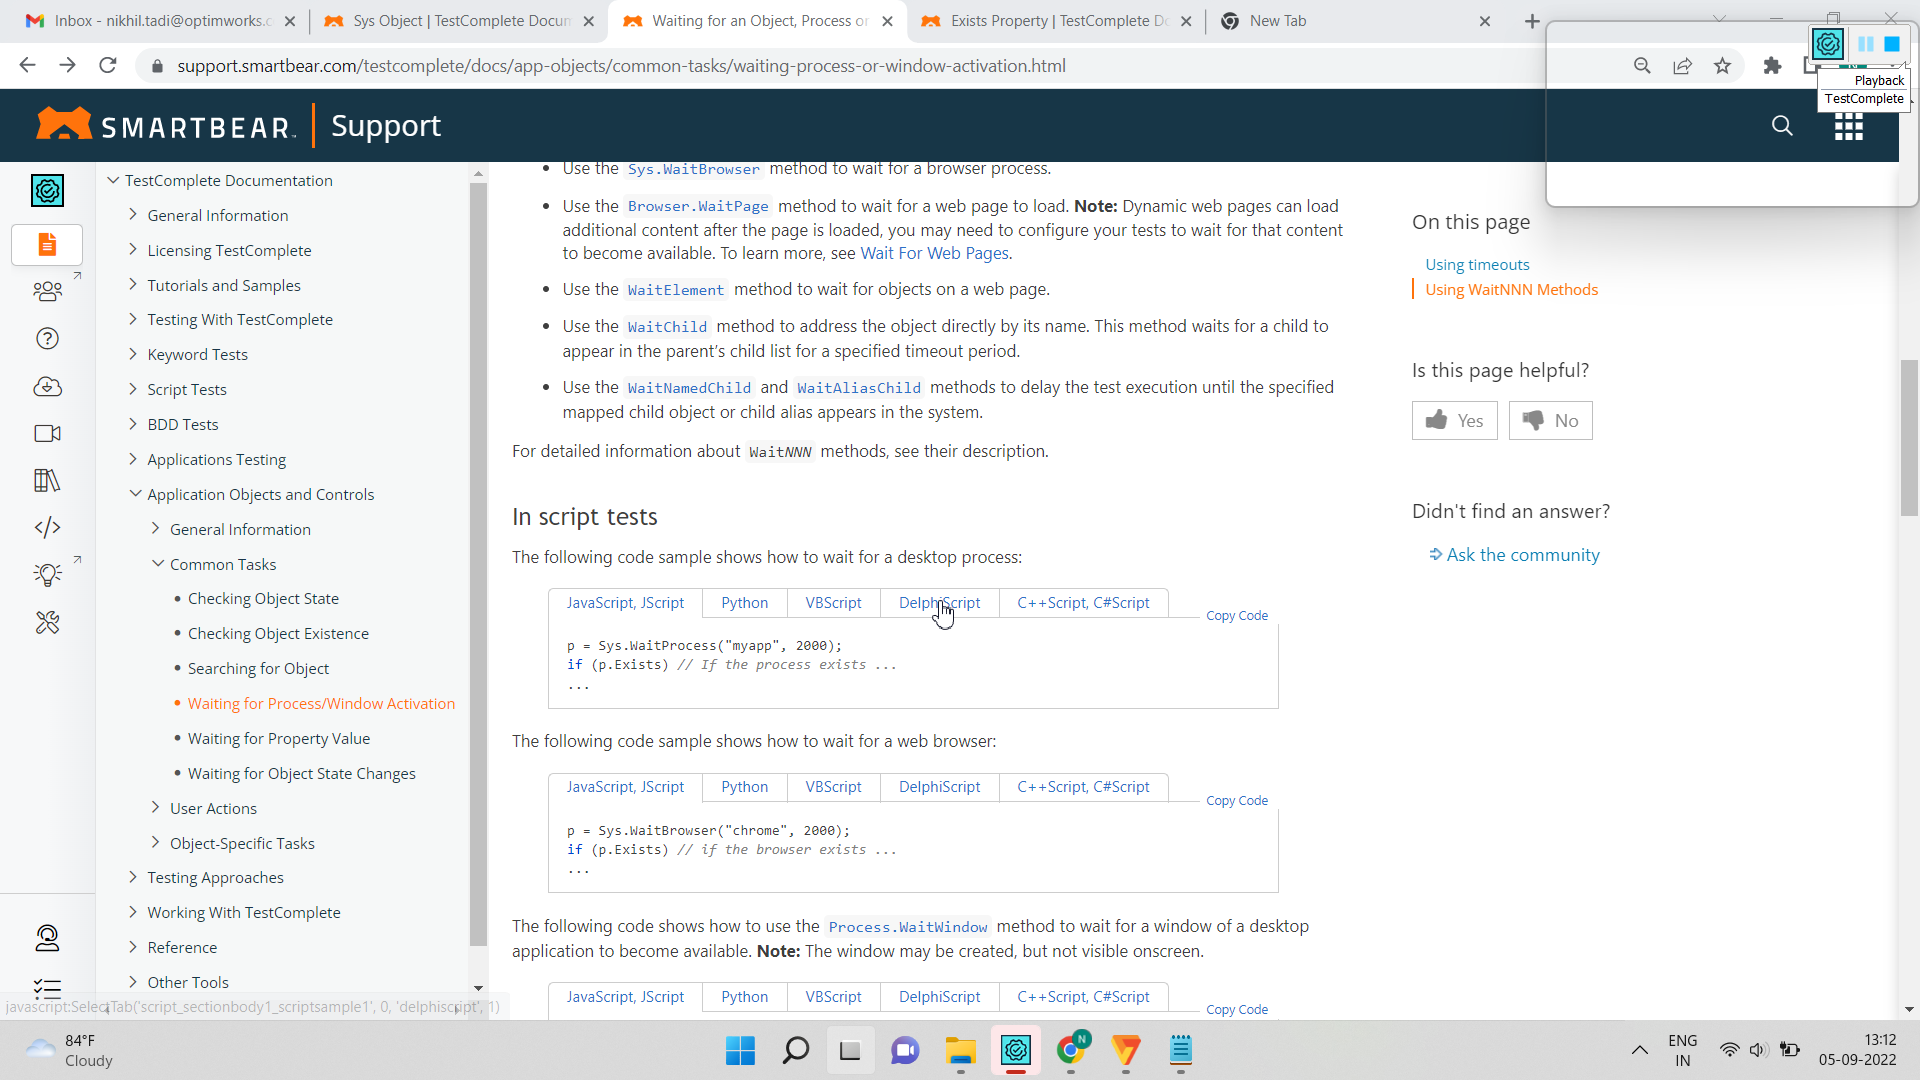 Inbox - nikhil.tadi@optimworks.c
Sys Object | TestComplete Docum
Waiting for an Object, Process or
Exists Property | TestComplete Do
New Tab
support.smartbear.com/testcomplete/docs/app-objects/common-tasks/waiting-process-or-window-activation.html
Playback
TestComplete
SMARTBEAR Support
TestComplete Documentation
General Information
Licensing TestComplete
Tutorials and Samples
Testing With TestComplete
Keyword Tests
Script Tests
BDD Tests
Applications Testing
Application Objects and Controls
General Information
Common Tasks
Checking Object State
Checking Object Existence
Searching for Object
Waiting for Process/Window Activation
Waiting for Property Value
Waiting for Object State Changes
User Actions
Object-Specific Tasks
Testing Approaches
Working With TestComplete
Reference
Other Tools
Use the Sys.WaitBrowser method to wait for a browser process.
Use the Browser.WaitPage method to wait for a web page to load. Note: Dynamic web pages can load
additional content after the page is loaded, you may need to configure your tests to wait for that content
to become available. To learn more, see Wait For Web Pages.
Use the WaitElement method to wait for objects on a web page.
Use the WaitChild method to address the object directly by its name. This method waits for a child to
appear in the parent’s child list for a specified timeout period.
Use the WaitNamedChild and WaitAliasChild methods to delay the test execution until the specified
mapped child object or child alias appears in the system.
For detailed information about WaitNNN methods, see their description.
In script tests
The following code sample shows how to wait for a desktop process:
JavaScript, JScript Python VBScript DelphiScript C++Script, C#Script
Copy Code
p = Sys.WaitProcess("myapp", 2000);
if (p.Exists) // If the process exists ...
...
The following code sample shows how to wait for a web browser:
JavaScript, JScript Python VBScript DelphiScript C++Script, C#Script
Copy Code
p = Sys.WaitBrowser("chrome", 2000);
if (p.Exists) // if the browser exists ...
...
The following code shows how to use the Process.WaitWindow method to wait for a window of a desktop
application to become available. Note: The window may be created, but not visible onscreen.
JavaScript, JScript Python VBScript DelphiScript C++Script, C#Script
Copy Code
On this page
Using timeouts
Using WaitNNN Methods
Is this page helpful?
Yes No
Didn't find an answer?
Ask the community
javascript:SelectTab('script_sectionbody1_scriptsample1', 0, 'delphiscript', 1)
84°F
Cloudy
N
ENG
IN
13:12
05-09-2022